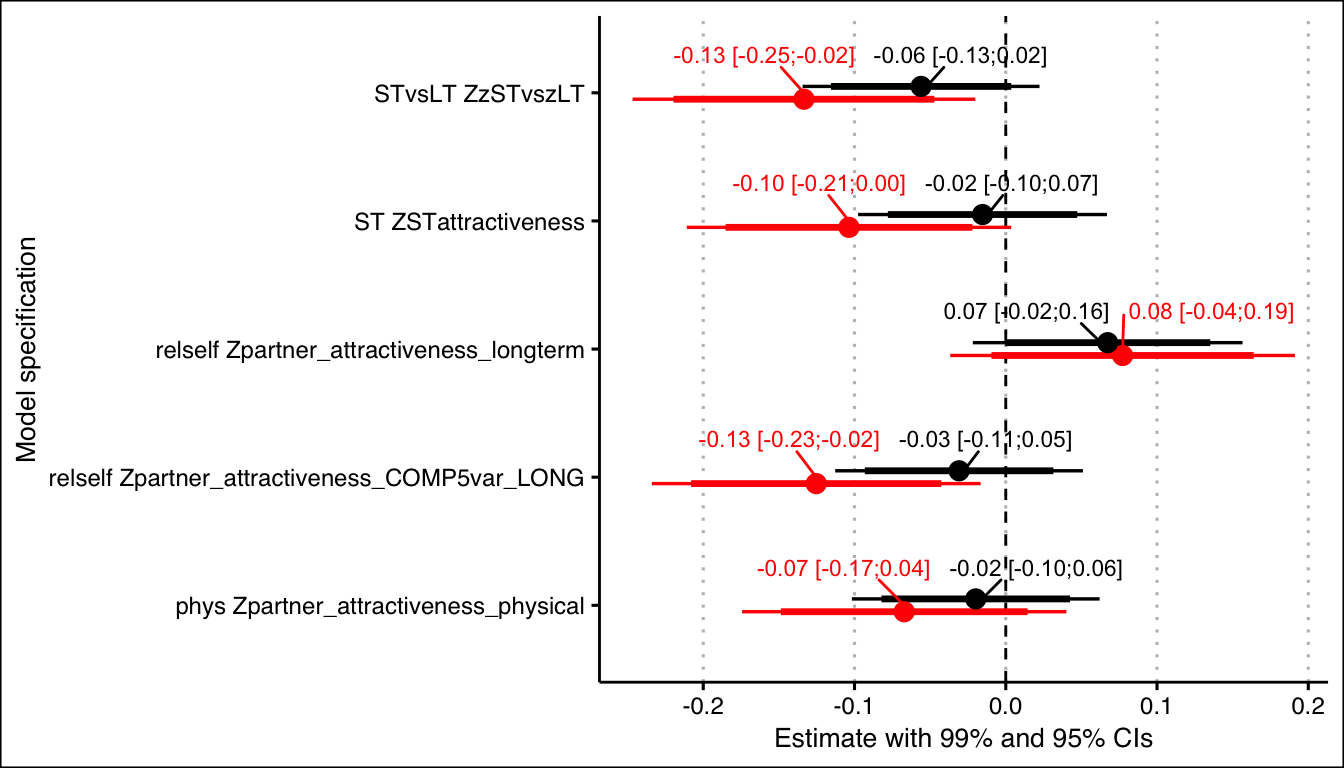 -0.13 [-0.25;-0.02] -0.06 [-0.13;0.02]
STvsLT ZzSTvszLT
-0.10 [-0.21;0.00] -0.02 [-0.10;0.07]
ST ZSTattractiveness
0.07 [-0.02;0.16] 0.08 [-0.04;0.19]
relself Zpartner_attractiveness_longterm
-0.13 [-0.23;-0.02] -0.03 [-0.11;0.05]
relself Zpartner_attractiveness_COMP5var_LONG
-0.07 [-0.17;0.04] -0.02 [-0.10;0.06]
phys Zpartner_attractiveness_physical
Model specification
-0.2 -0.1 0.0 0.1 0.2
Estimate with 99% and 95% CIs